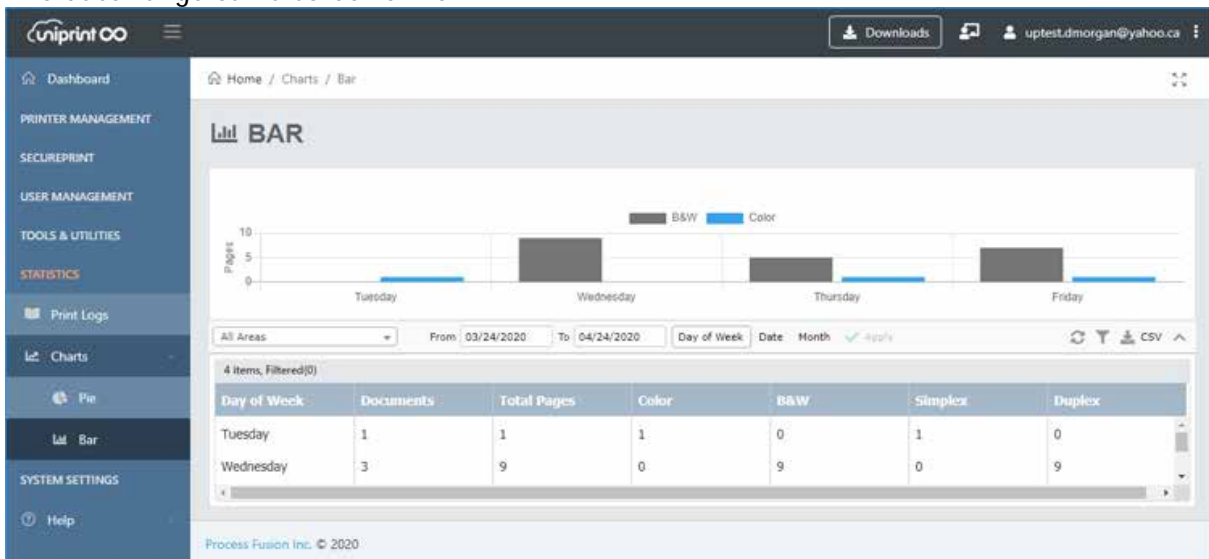 uniprint
Downloads
uptest.dmorgan@yahoo.ca
Dashboard
Home / Charts / Bar
PRINTER MANAGEMENT
BAR
SECUREPRINT
USER MANAGEMENT
TOOLS & UTILITIES
STATISTICS
Print Logs
Charts
Pie
Bar
SYSTEM SETTINGS
Help
B&W Color
Pages
10
5
0
Tuesday Wednesday Thursday Friday
All Areas From 03/24/2020 To 04/24/2020 Day of Week Date Month Apply CSV
4 items, Filtered(0)
Day of Week Documents Total Pages Color B&W Simplex Duplex
Tuesday 1 1 1 0 1 0
Wednesday 3 9 0 9 0 9
Process Fusion Inc. © 2020